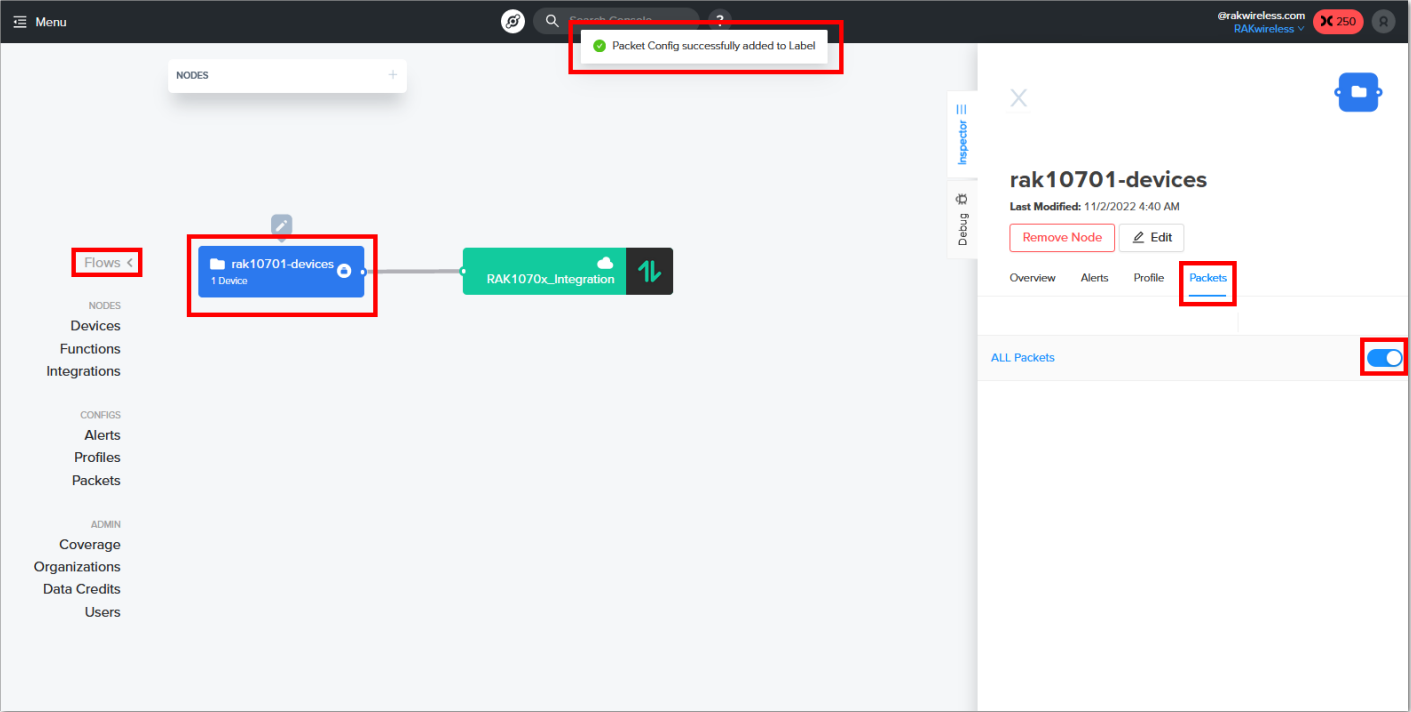 Menu
Search Console
?
@rakwireless.com
RAKwireless
250
R
Packet Config successfully added to Label
NODES
+
Inspector
Debug
X
rak10701-devices
Last Modified: 11/2/2022 4:40 AM
Remove Node
Edit
Overview
Alerts
Profile
Packets
ALL Packets
Flows
rak10701-devices
1 Device
RAK1070x_Integration
NODES
Devices
Functions
Integrations
CONFIGS
Alerts
Profiles
Packets
ADMIN
Coverage
Organizations
Data Credits
Users